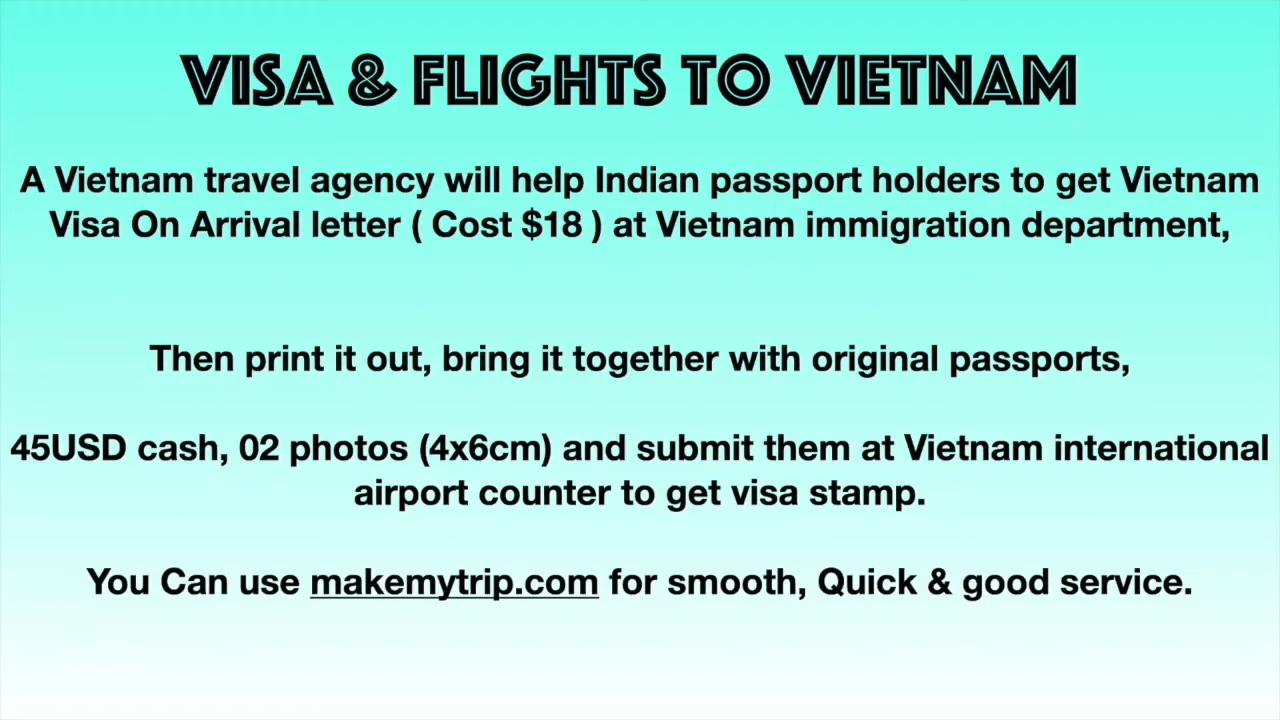 VISA & FLIGHTS TO VIETNAM
A Vietnam travel agency will help Indian passport holders to get Vietnam
Visa On Arrival letter ( Cost $18 ) at Vietnam immigration department,
Then print it out, bring it together with original passports,
45USD cash, 02 photos (4x6cm) and submit them at Vietnam international
airport counter to get visa stamp.
You Can use makemytrip.com for smooth, Quick & good service.